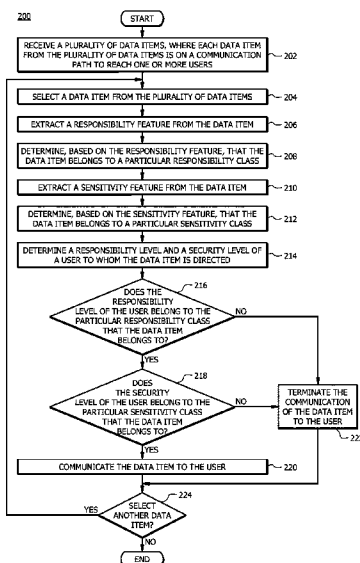 200
START
RECEIVE A PLURALITY OF DATA ITEMS, WHERE EACH DATA ITEM
FROM THE PLURALITY OF DATA ITEMS IS ON A COMMUNICATION
PATH TO REACH ONE OR MORE USERS
202
SELECT A DATA ITEM FROM THE PLURALITY OF DATA ITEMS
204
EXTRACT A RESPONSIBILITY FEATURE FROM THE DATA ITEM
206
DETERMINE, BASED ON THE RESPONSIBILITY FEATURE, THAT THE
DATA ITEM BELONGS TO A PARTICULAR RESPONSIBILITY CLASS
208
EXTRACT A SENSITIVITY FEATURE FROM THE DATA ITEM
210
DETERMINE, BASED ON THE SENSITIVITY FEATURE, THAT THE
DATA ITEM BELONGS TO A PARTICULAR SENSITIVITY CLASS
212
DETERMINE A RESPONSIBILITY LEVEL AND A SECURITY LEVEL OF
A USER TO WHOM THE DATA ITEM IS DIRECTED
214
216
DOES THE
RESPONSIBILITY
LEVEL OF THE USER BELONG TO THE
PARTICULAR RESPONSIBILITY CLASS
THAT THE DATA ITEM
BELONGS TO?
NO
YES
218
DOES
THE SECURITY
LEVEL OF THE USER BELONG TO THE
PARTICULAR SENSITIVITY CLASS
THAT THE DATA ITEM
BELONGS TO?
NO
TERMINATE THE
COMMUNICATION
OF THE DATA ITEM
TO THE USER
YES
COMMUNICATE THE DATA ITEM TO THE USER
220
224
YES
SELECT
ANOTHER DATA
ITEM?
NO
END